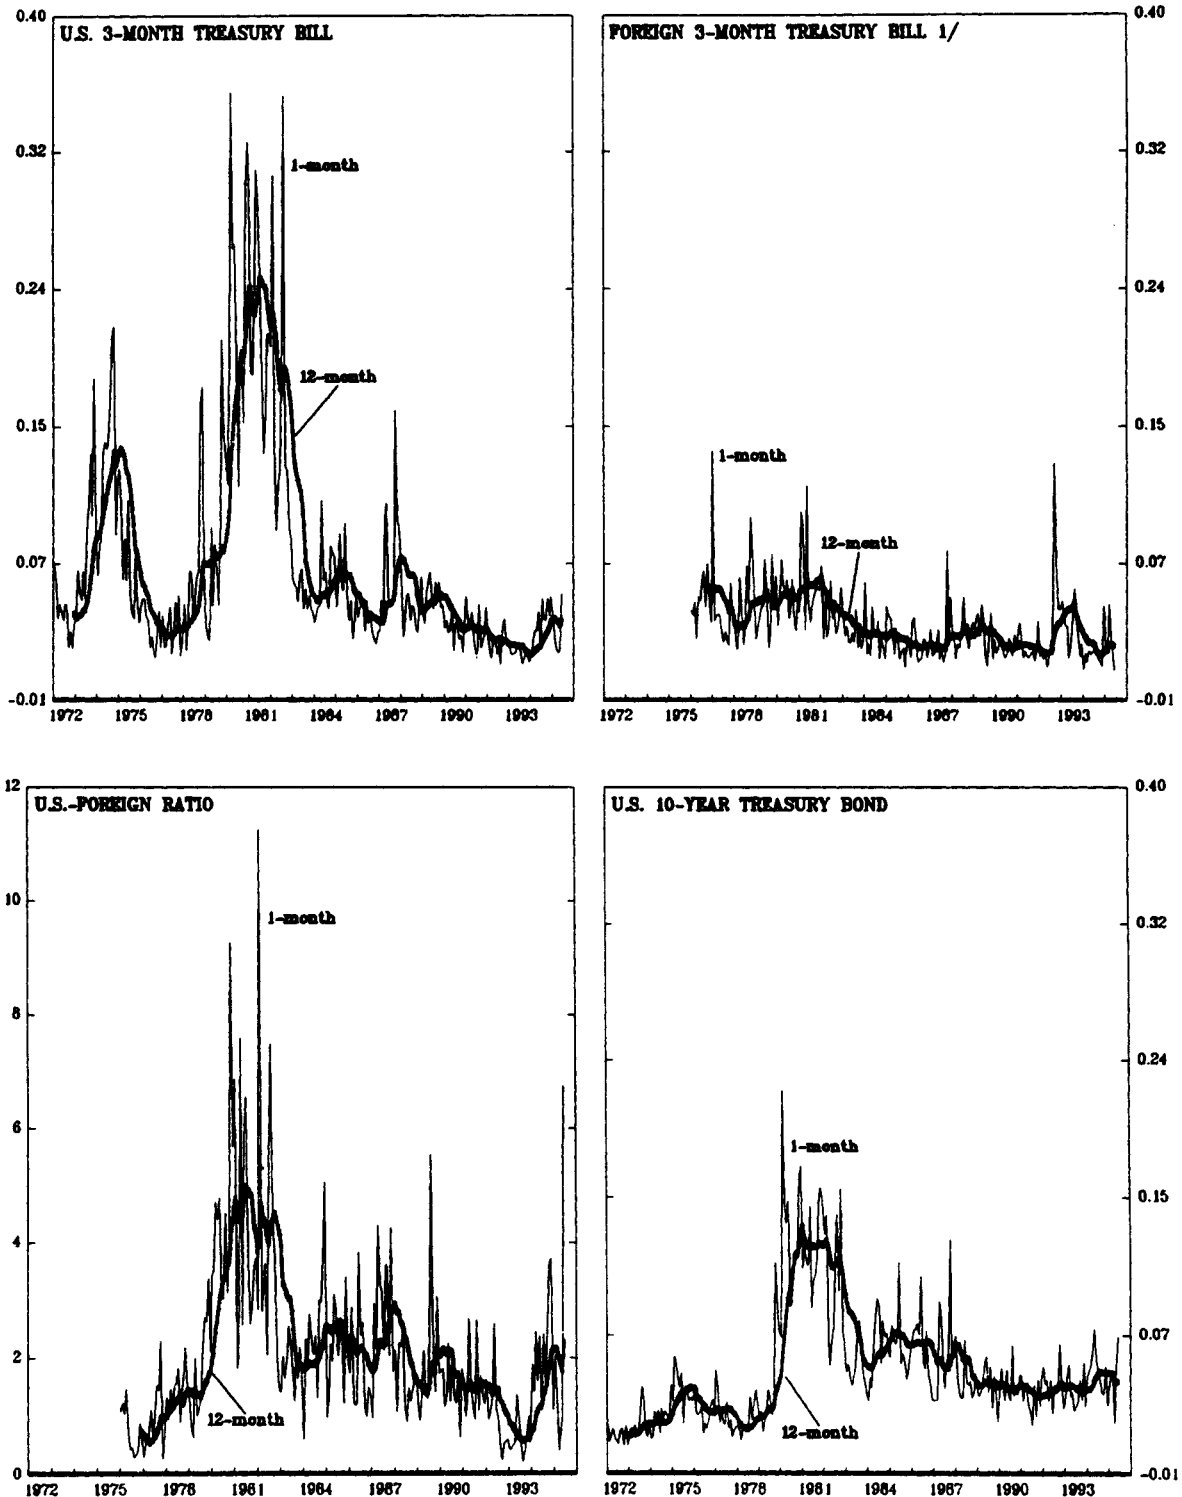 U.S. 3-MONTH TREASURY BILL
0.40
0.32
0.24
0.15
0.07
-0.01
1-month
12-month
1972 1975 1978 1981 1984 1987 1990 1993
FOREIGN 3-MONTH TREASURY BILL 1/
0.40
0.32
0.24
0.15
0.07
-0.01
1-month
12-month
1972 1975 1978 1981 1984 1987 1990 1993
U.S.-FOREIGN RATIO
12
10
8
6
4
2
0
1-month
12-month
1972 1975 1978 1981 1984 1987 1990 1993
U.S. 10-YEAR TREASURY BOND
0.40
0.32
0.24
0.15
0.07
-0.01
1-month
12-month
1972 1975 1978 1981 1984 1987 1990 1993